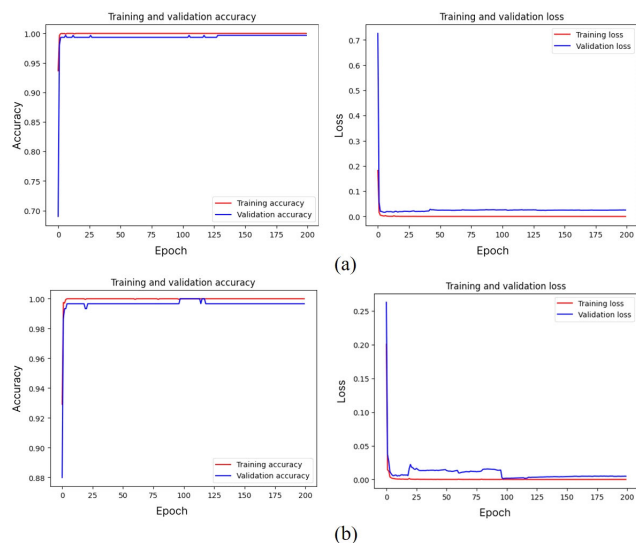 Training and validation accuracy
1.00
0.95
0.90
0.85
0.80
0.75
0.70
Accuracy
Training accuracy
Validation accuracy
0 25 50 75 100 125 150 175 200
Epoch
Training and validation loss
0.7
0.6
0.5
0.4
0.3
0.2
0.1
0.0
Loss
Training loss
Validation loss
0 25 50 75 100 125 150 175 200
Epoch
(a)
Training and validation accuracy
1.00
0.98
0.96
0.94
0.92
0.90
0.88
Accuracy
Training accuracy
Validation accuracy
0 25 50 75 100 125 150 175 200
Epoch
Training and validation loss
0.25
0.20
0.15
0.10
0.05
0.00
Loss
Training loss
Validation loss
0 25 50 75 100 125 150 175 200
Epoch
(b)